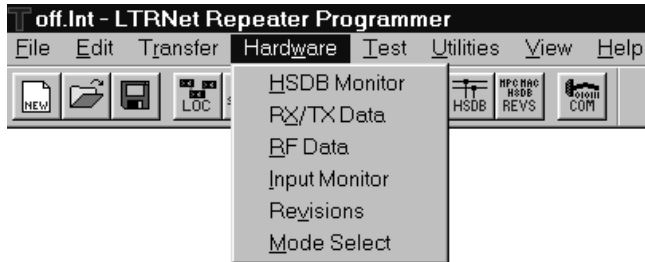 off.Int - LTRNet Repeater Programmer
File Edit Transfer Hardware Test Utilities View Help
NEW LOC HSDB MPC MAC HSDB REVS COM
HSDB Monitor
RX/TX Data
RF Data
Input Monitor
Revisions
Mode Select